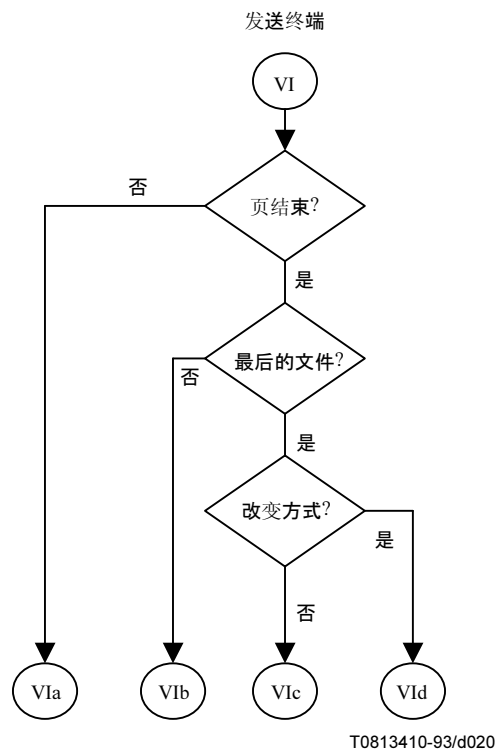 发送终端
VI
否
页结束?
是
最后的文件?
否
是
改变方式?
是
否
VIa
VIb
VIc
VId
T0813410-93/d020